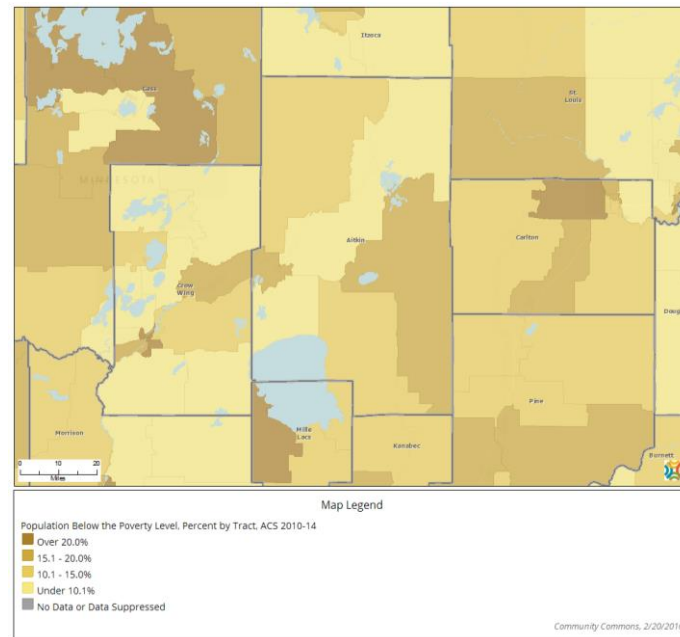 Itasca
Cass
St Louis
MINNESOTA
Aitkin
Carlton
Crow Wing
Doug
Pine
Morrison
Mille Lacs
Kanabec
Burnett
0 10 20
Miles
Map Legend
Population Below the Poverty Level, Percent by Tract, ACS 2010-14
Over 20.0%
15.1 - 20.0%
10.1 - 15.0%
Under 10.1%
No Data or Data Suppressed
Community Commons, 2/20/2016